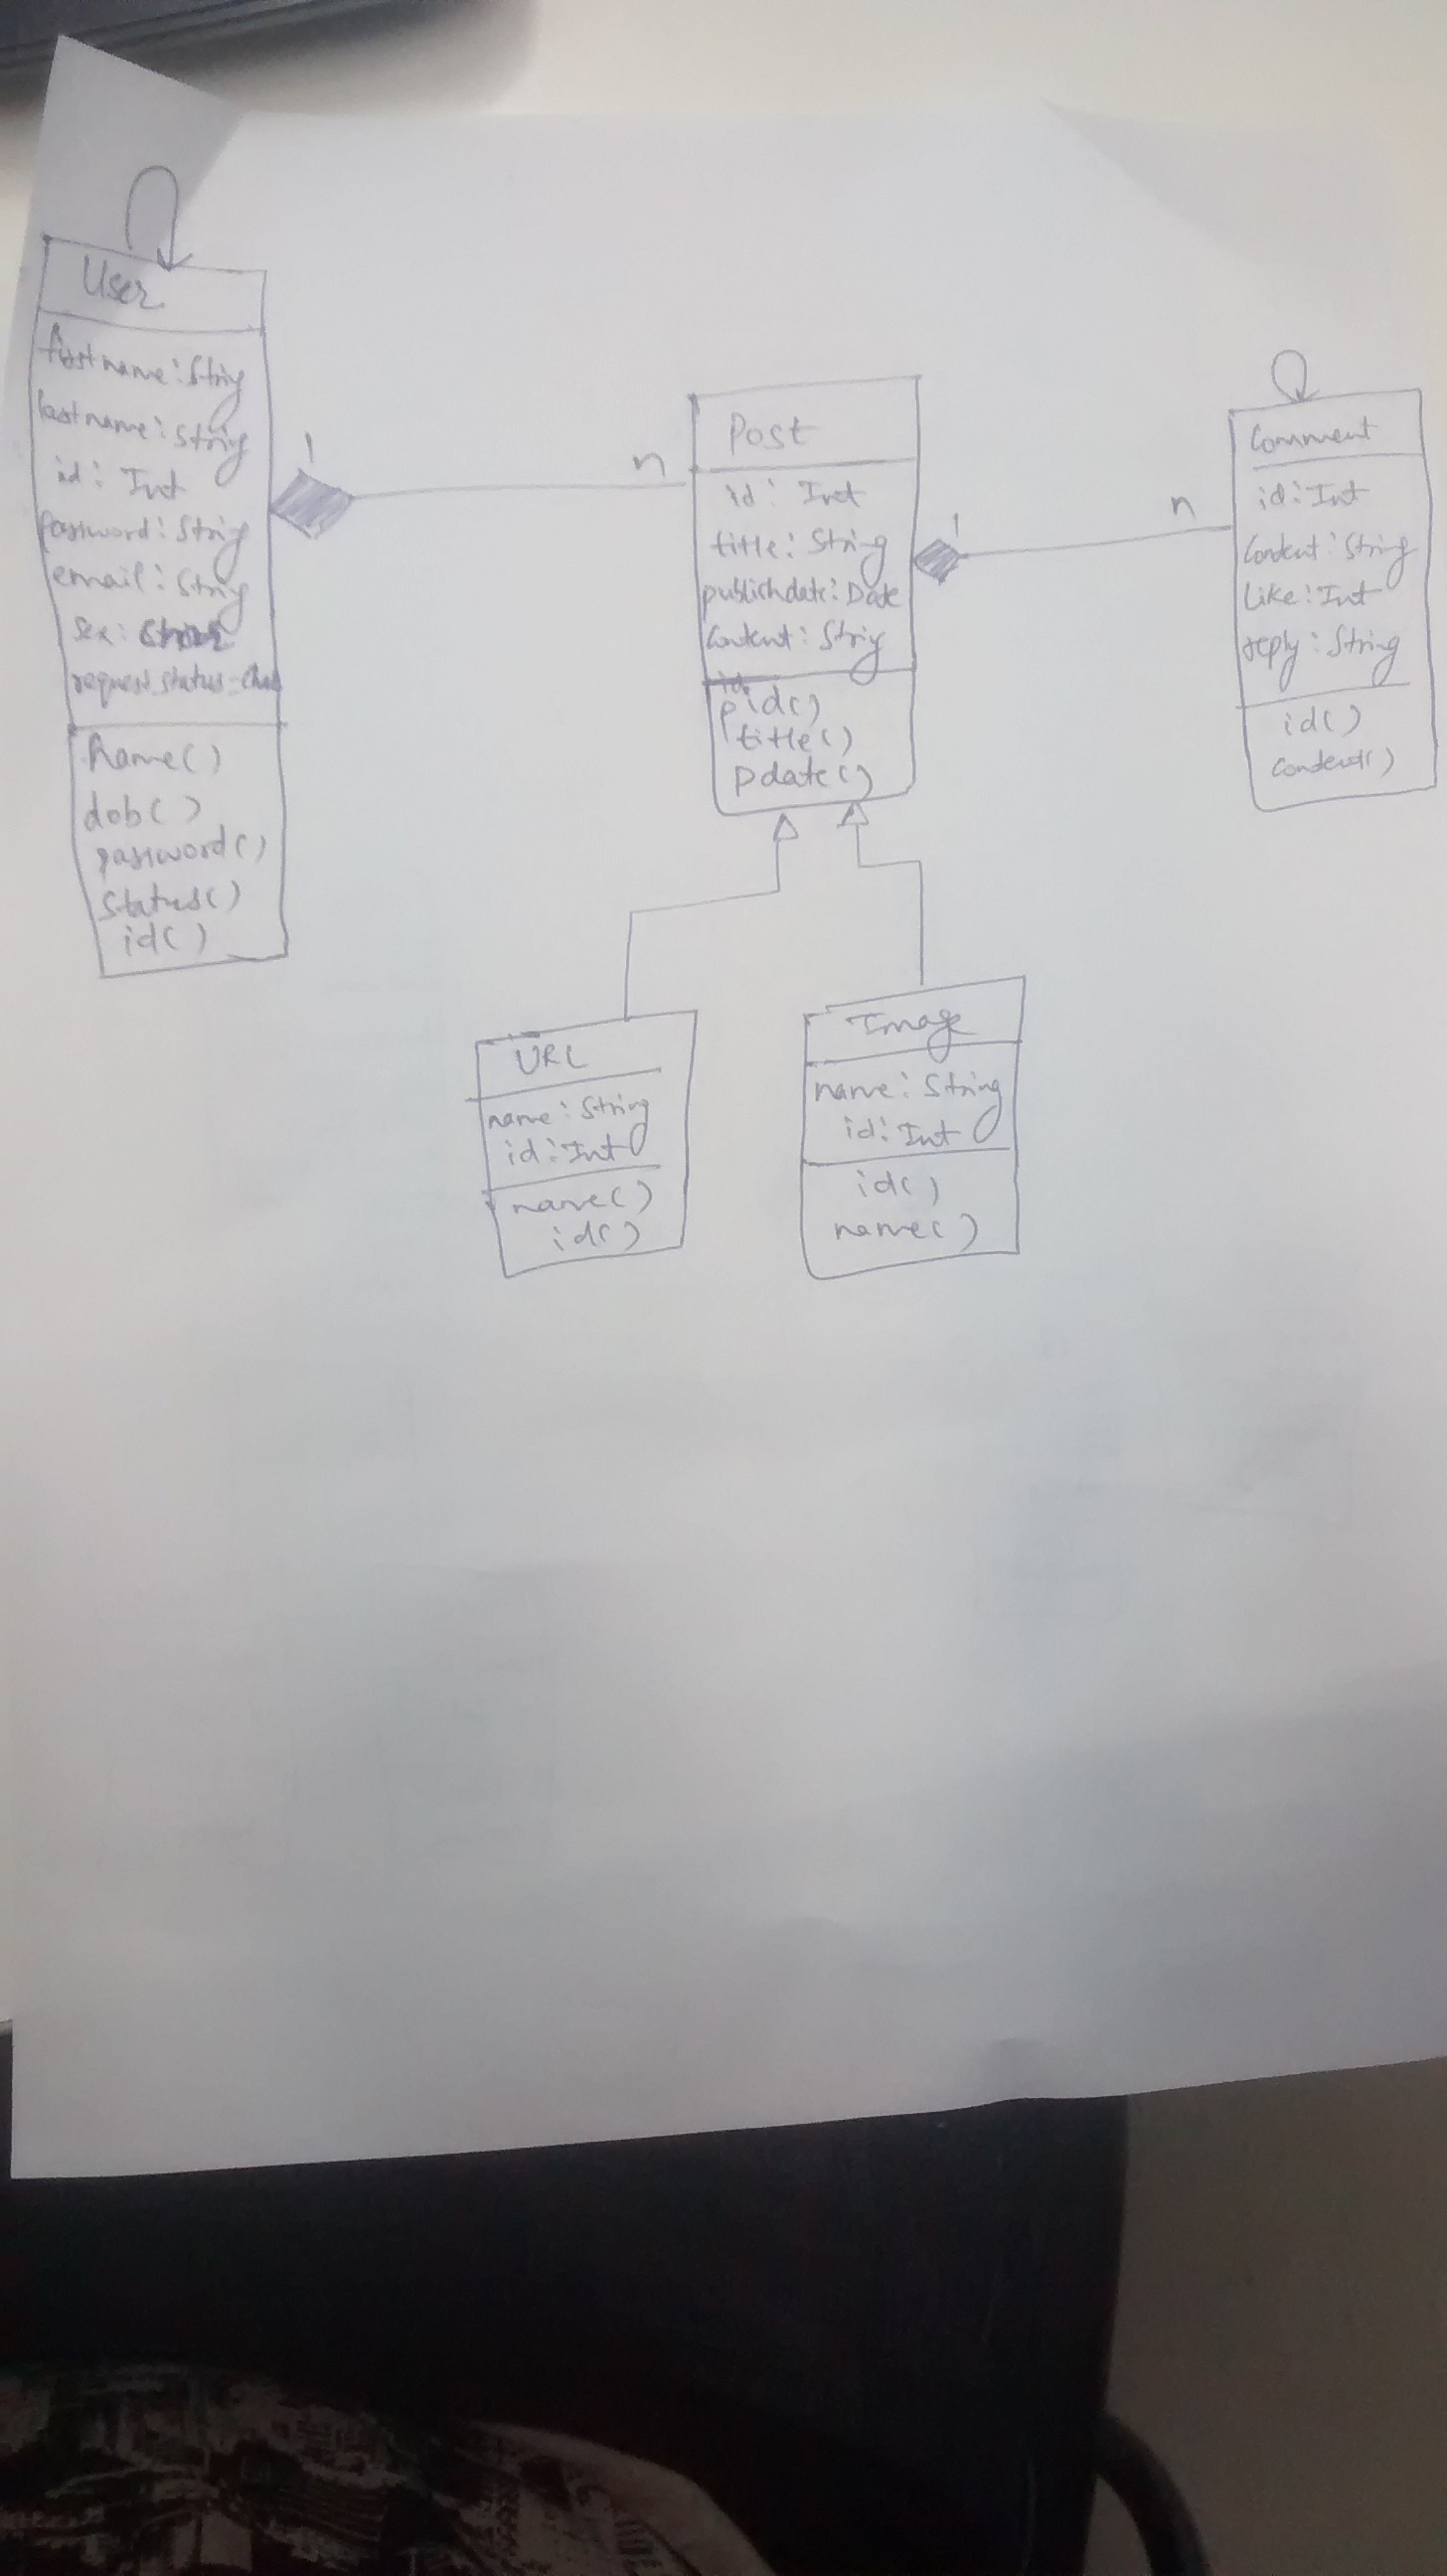 User
firstname: String
lastname: String
id: Int
password: String
email: String
sex:
request status - Char
name()
dob()
password()
status()
id()
1
n
Post
id: Int
title: String
publishdate: Date
Content: String
pid()
title()
Pdate()
1
n
Comment
id: Int
Content: String
Like: Int
reply: String
id()
Content()
URL
name: String
id: Int
name()
id()
Image
name: String
id: Int
id()
name()